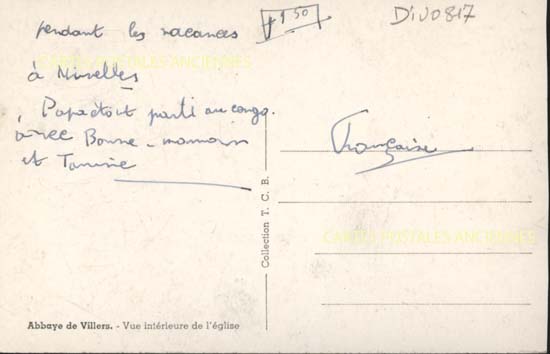 pendant les vacances
à Nivelles
Papa était parti au congo.
avec Bonne-maman
et Tannie
1.50
DIV0817
Françoise
CARTES POSTALES ANCIENNES
CARTES POSTALES ANCIENNES
Collection T. C. B.
Abbaye de Villers. - Vue intérieure de l'église